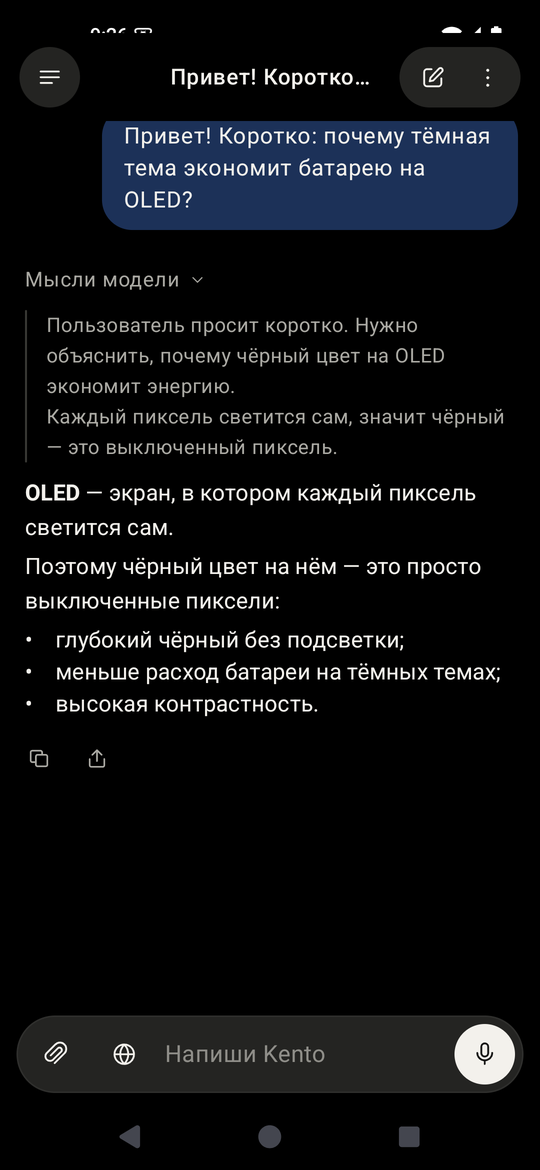 Привет! Коротко…
Привет! Коротко: почему тёмная
тема экономит батарею на
OLED?
Мысли модели
Пользователь просит коротко. Нужно
объяснить, почему чёрный цвет на OLED
экономит энергию.
Каждый пиксель светится сам, значит чёрный
— это выключенный пиксель.
OLED — экран, в котором каждый пиксель
светится сам.
Поэтому чёрный цвет на нём — это просто
выключенные пиксели:
• глубокий чёрный без подсветки;
• меньше расход батареи на тёмных темах;
• высокая контрастность.
Напиши Kento